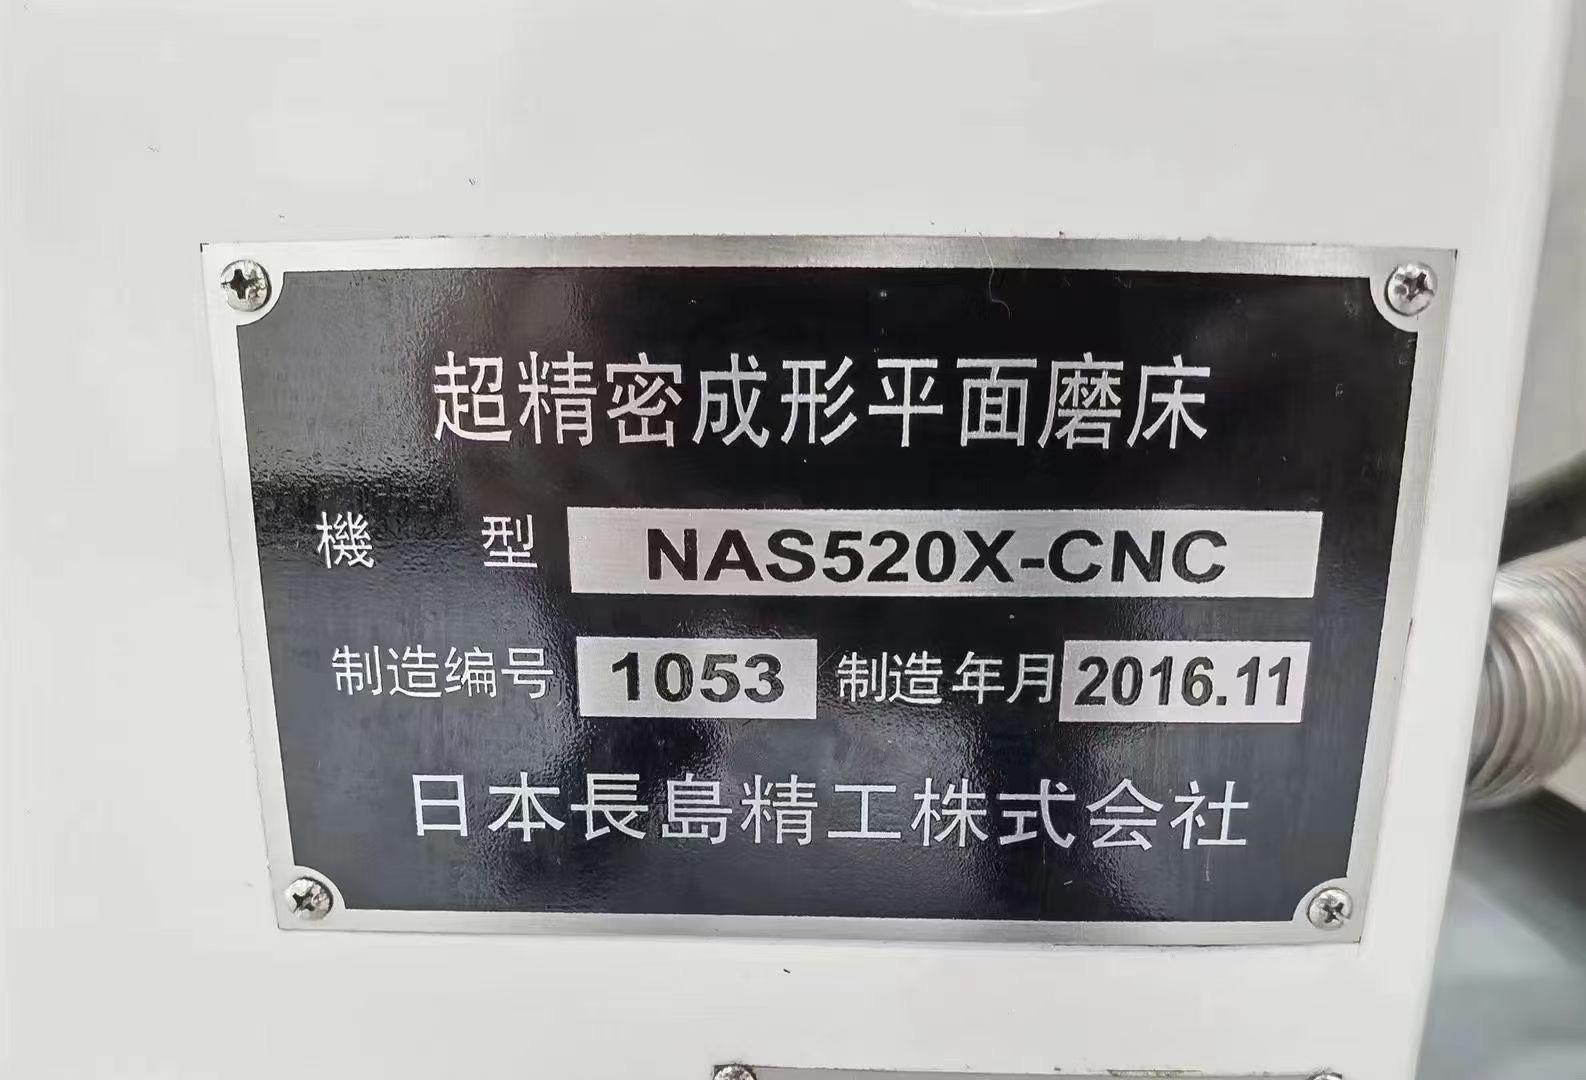 超精密成形平面磨床
機 型 NAS520X-CNC
制造编号 1053 制造年月 2016.11
日本長島精工株式会社